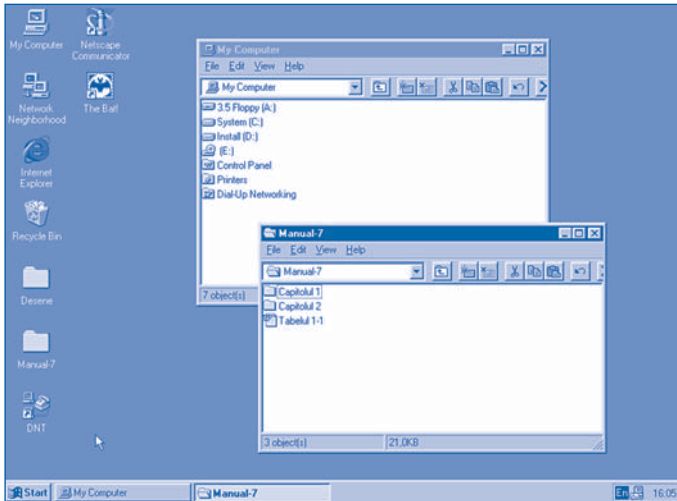 My Computer
Netscape
Communicator
Network
Neighborhood
The Bat!
Internet
Explorer
Recycle Bin
Desene
Manual-7
DNT
My Computer
File Edit View Help
My Computer
3.5 Floppy (A:)
System (C:)
Install (D:)
(E:)
Control Panel
Printers
Dial-Up Networking
7 object(s)
Manual-7
File Edit View Help
Manual-7
Capitolul 1
Capitolul 2
Tabelul 1-1
3 object(s) 21,0KB
Start My Computer Manual-7 En 16:05